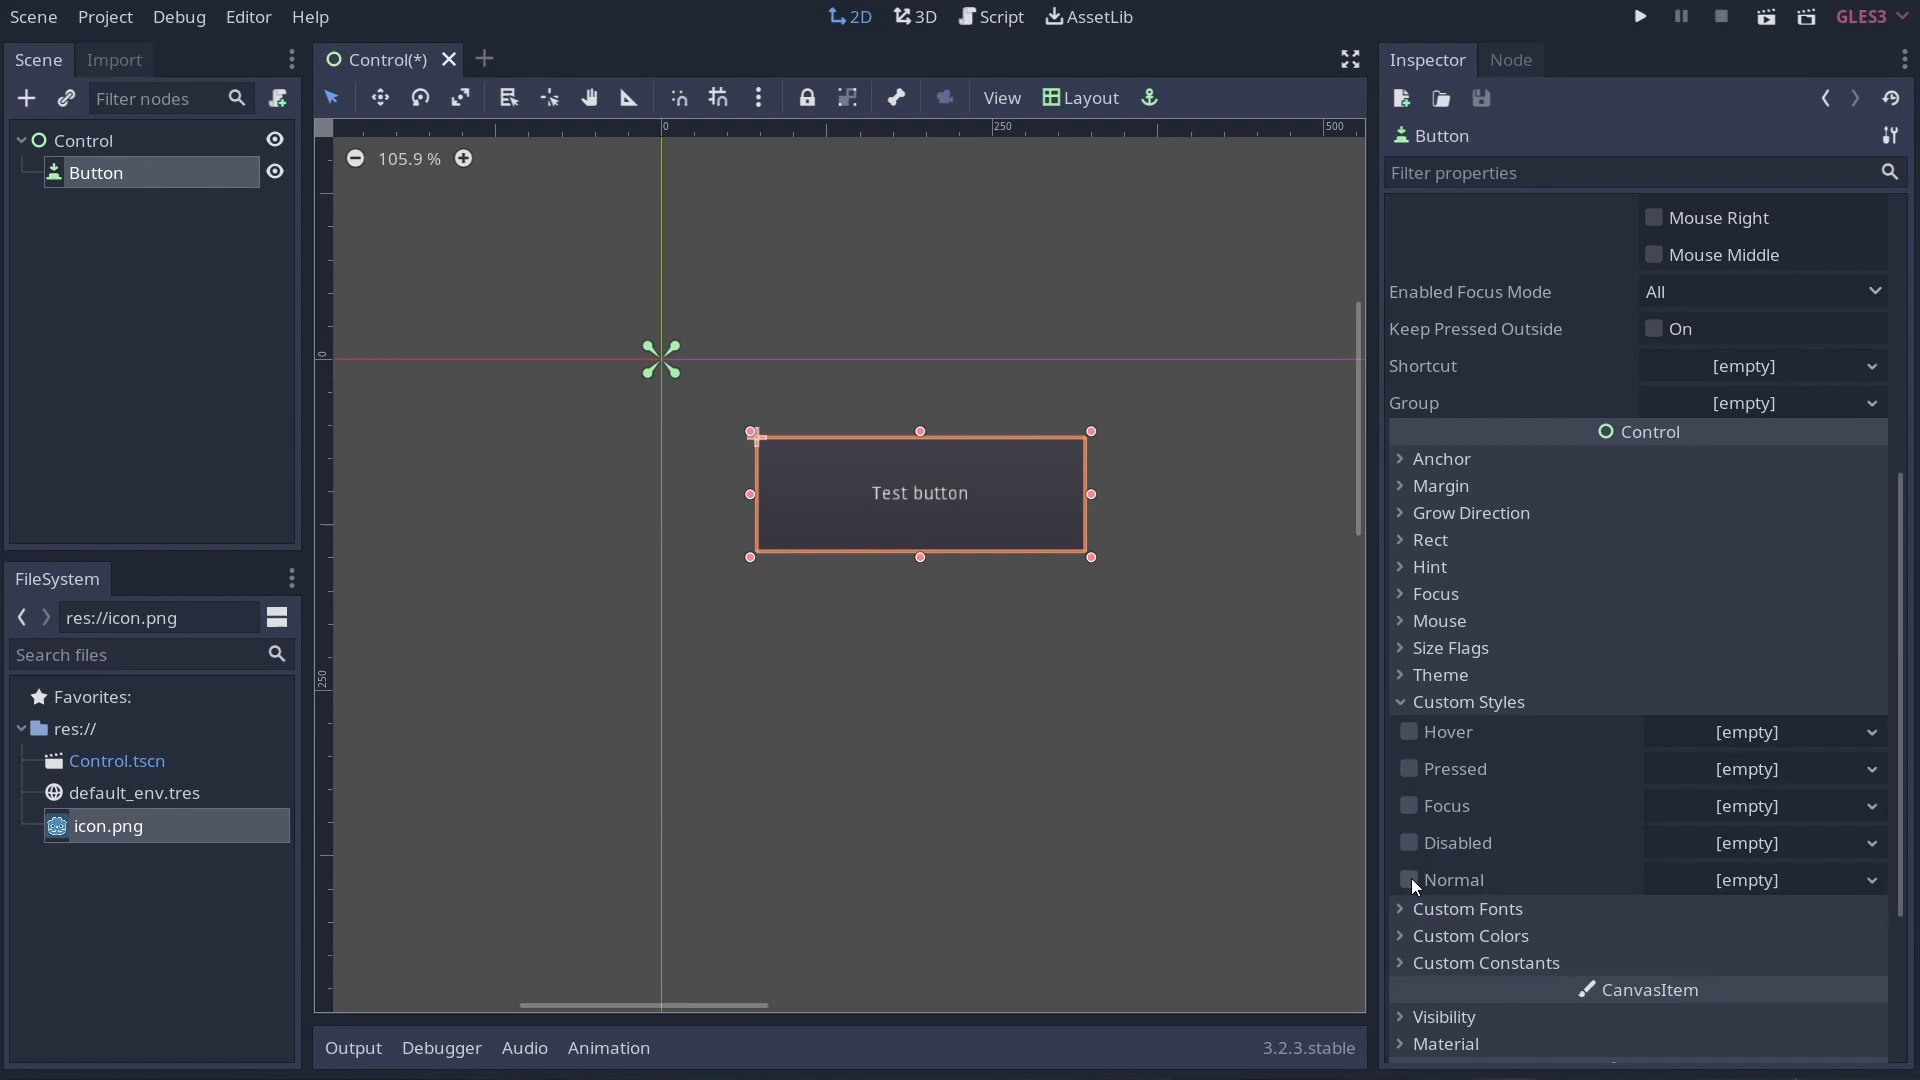 Scene Project Debug Editor Help
2D 3D Script AssetLib
GLES3
Scene Import
Filter nodes
Control
Button
FileSystem
res://icon.png
Search files
Favorites:
res://
Control.tscn
default_env.tres
icon.png
Control(*)
View Layout
0 250 500
105.9 %
0
250
Test button
Output Debugger Audio Animation 3.2.3.stable
Inspector Node
Button
Filter properties
Mouse Right
Mouse Middle
Enabled Focus Mode All
Keep Pressed Outside On
Shortcut [empty]
Group [empty]
Control
Anchor
Margin
Grow Direction
Rect
Hint
Focus
Mouse
Size Flags
Theme
Custom Styles
Hover [empty]
Pressed [empty]
Focus [empty]
Disabled [empty]
Normal [empty]
Custom Fonts
Custom Colors
Custom Constants
CanvasItem
Visibility
Material